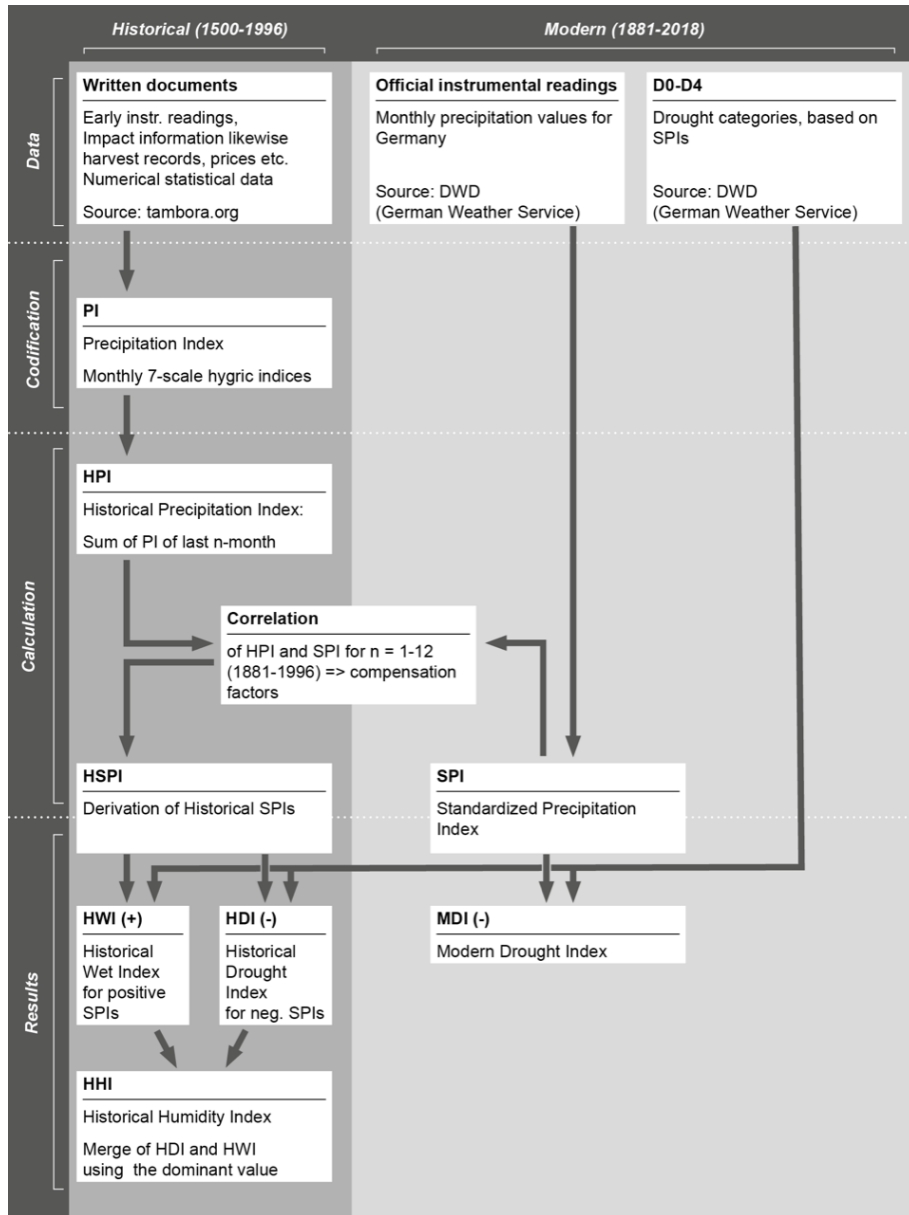 Historical (1500-1996)
Modern (1881-2018)
Data
Written documents
Early instr. readings,
Impact information likewise
harvest records, prices etc.
Numerical statistical data
Source: tambora.org
Official instrumental readings
Monthly precipitation values for
Germany
Source: DWD
(German Weather Service)
D0-D4
Drought categories, based on
SPIs
Source: DWD
(German Weather Service)
Codification
PI
Precipitation Index
Monthly 7-scale hygric indices
Calculation
HPI
Historical Precipitation Index:
Sum of PI of last n-month
Correlation
of HPI and SPI for n = 1-12
(1881-1996) => compensation
factors
HSPI
Derivation of Historical SPIs
SPI
Standardized Precipitation
Index
Results
HWI (+)
Historical
Wet Index
for positive
SPIs
HDI (-)
Historical
Drought
Index
for neg. SPIs
MDI (-)
Modern Drought Index
HHI
Historical Humidity Index
Merge of HDI and HWI
using the dominant value